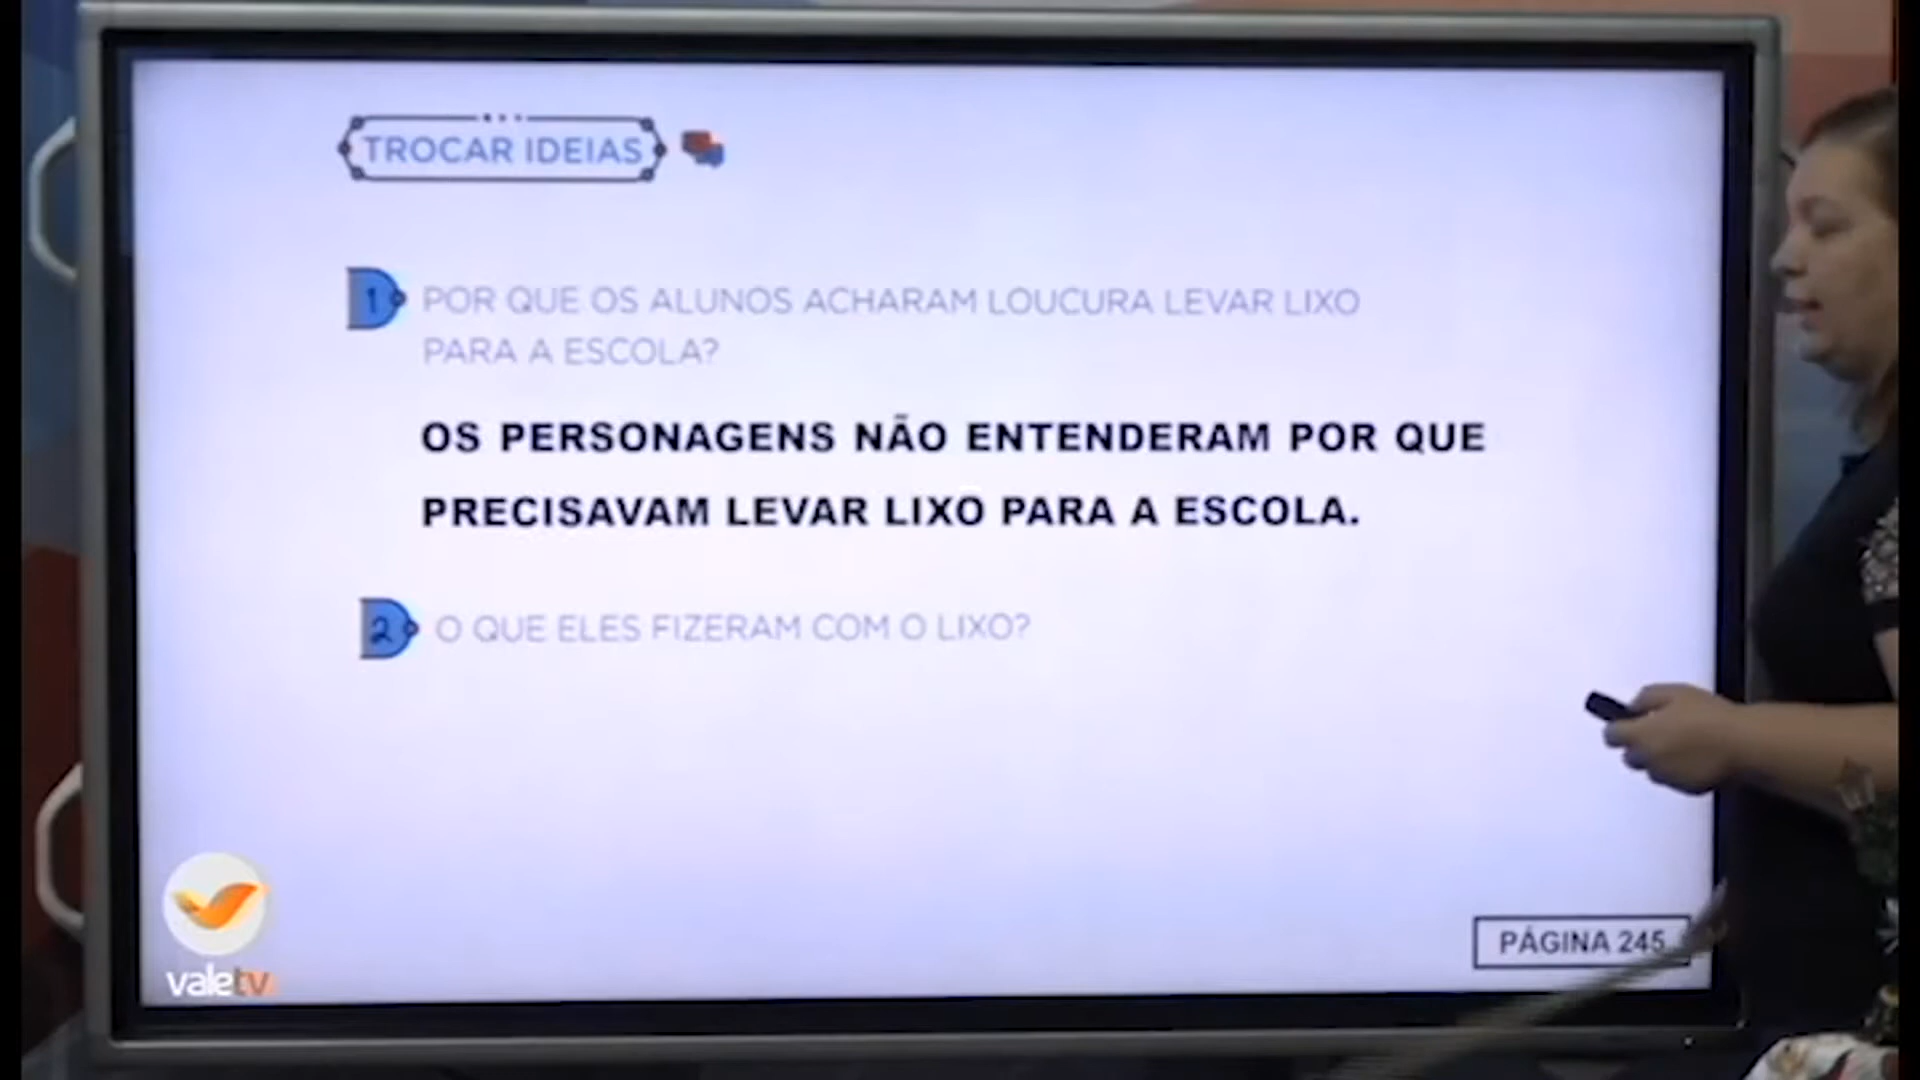 TROCAR IDEIAS
1 POR QUE OS ALUNOS ACHARAM LOUCURA LEVAR LIXO
PARA A ESCOLA?
OS PERSONAGENS NÃO ENTENDERAM POR QUE
PRECISAVAM LEVAR LIXO PARA A ESCOLA.
2 O QUE ELES FIZERAM COM O LIXO?
PÁGINA 245
valetv